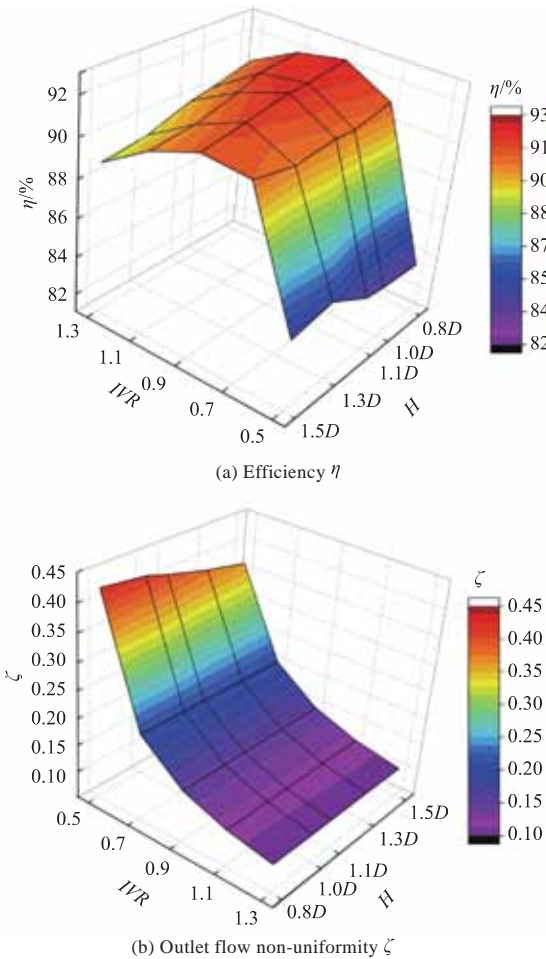 η/%
92
90
88
86
84
82
η/%
93
91
90
88
87
86
85
84
82
1.3
1.1
0.9
0.7
0.5
IVR
0.8D
1.0D
1.1D
1.3D
1.5D
H
(a) Efficiency η
ζ
0.45
0.40
0.35
0.30
0.25
0.20
0.15
0.10
ζ
0.45
0.40
0.35
0.30
0.25
0.20
0.15
0.10
0.5
0.7
0.9
1.1
1.3
IVR
1.5D
1.3D
1.1D
1.0D
0.8D
H
(b) Outlet flow non-uniformity ζ